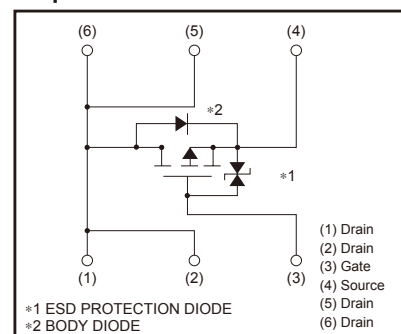 (6) (5) (4)
∗2
∗1
(1) (2) (3)
(1) Drain
(2) Drain
(3) Gate
(4) Source
(5) Drain
(6) Drain
∗1 ESD PROTECTION DIODE
∗2 BODY DIODE